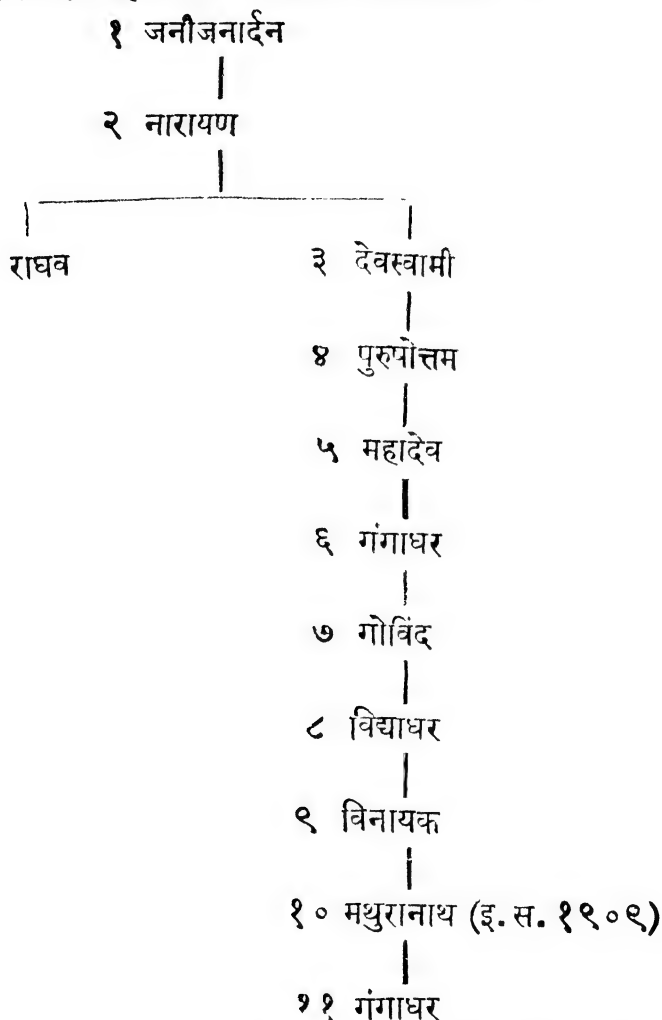 १ जनीजनार्दन
२ नारायण
राघव ३ देवस्वामी
४ पुरुषोत्तम
५ महादेव
६ गंगाधर
७ गोविंद
८ विद्याधर
९ विनायक
१० मथुरानाथ (इ. स. १९०९)
११ गंगाधर